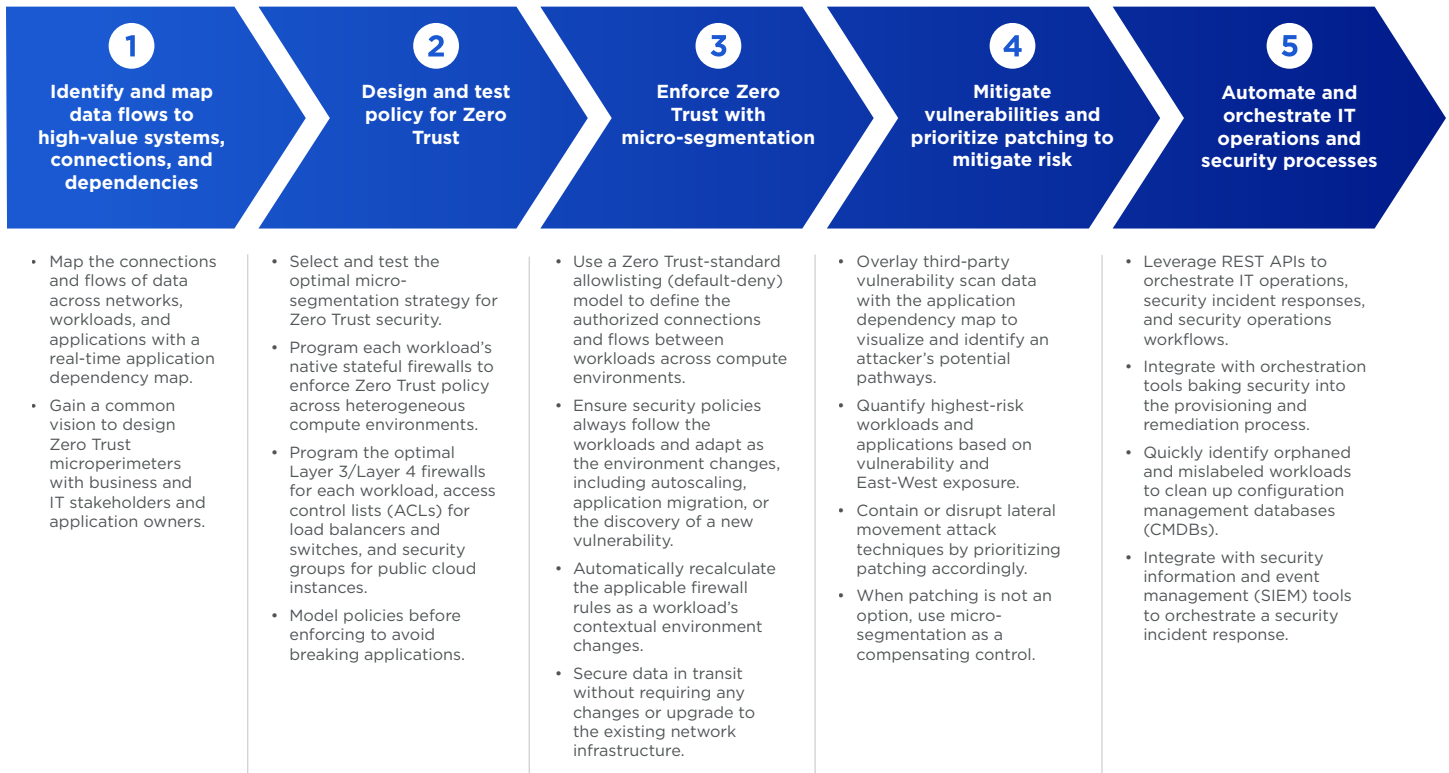 1
Identify and map
data flows to
high-value systems,
connections, and
dependencies
2
Design and test
policy for Zero
Trust
3
Enforce Zero
Trust with
micro-segmentation
4
Mitigate
vulnerabilities and
prioritize patching to
mitigate risk
5
Automate and
orchestrate IT
operations and
security processes
• Map the connections
and flows of data
across networks,
workloads, and
applications with a
real-time application
dependency map.
• Gain a common
vision to design
Zero Trust
microperimeters
with business and
IT stakeholders and
application owners.
• Select and test the
optimal micro-
segmentation strategy for
Zero Trust security.
• Program each workload’s
native stateful firewalls to
enforce Zero Trust policy
across heterogeneous
compute environments.
• Program the optimal
Layer 3/Layer 4 firewalls
for each workload, access
control lists (ACLs) for
load balancers and
switches, and security
groups for public cloud
instances.
• Model policies before
enforcing to avoid
breaking applications.
• Use a Zero Trust-standard
allowlisting (default-deny)
model to define the
authorized connections
and flows between
workloads across compute
environments.
• Ensure security policies
always follow the
workloads and adapt as
the environment changes,
including autoscaling,
application migration, or
the discovery of a new
vulnerability.
• Automatically recalculate
the applicable firewall
rules as a workload’s
contextual environment
changes.
• Secure data in transit
without requiring any
changes or upgrade to
the existing network
infrastructure.
• Overlay third-party
vulnerability scan data
with the application
dependency map to
visualize and identify an
attacker’s potential
pathways.
• Quantify highest-risk
workloads and
applications based on
vulnerability and
East-West exposure.
• Contain or disrupt lateral
movement attack
techniques by prioritizing
patching accordingly.
• When patching is not an
option, use micro-
segmentation as a
compensating control.
• Leverage REST APIs to
orchestrate IT operations,
security incident responses,
and security operations
workflows.
• Integrate with orchestration
tools baking security into
the provisioning and
remediation process.
• Quickly identify orphaned
and mislabeled workloads
to clean up configuration
management databases
(CMDBs).
• Integrate with security
information and event
management (SIEM) tools
to orchestrate a security
incident response.